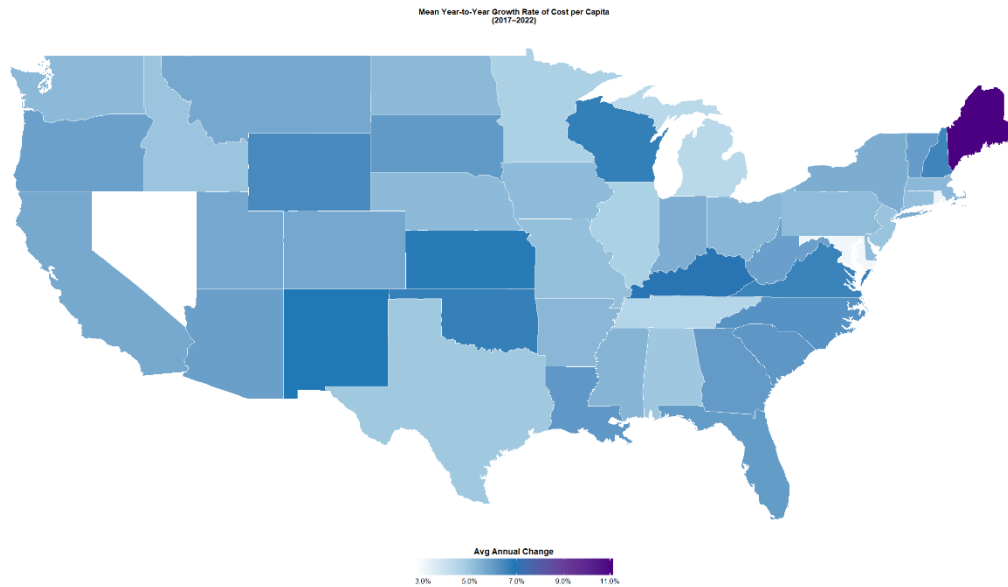 Mean Year-to-Year Growth Rate of Cost per Capita
(2017–2022)
Avg Annual Change
3.0% 5.0% 7.0% 9.0% 11.0%